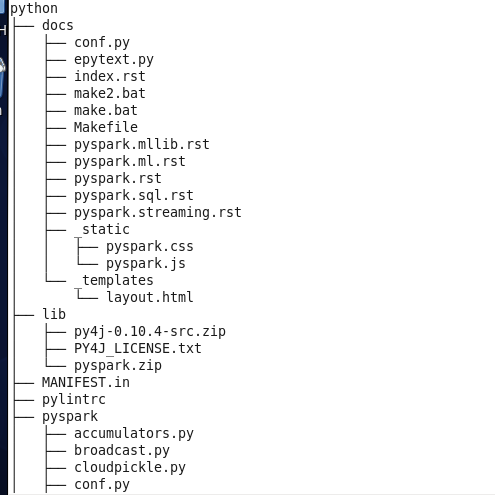 python
├── docs
│   ├── conf.py
│   ├── epytext.py
│   ├── index.rst
│   ├── make2.bat
│   ├── make.bat
│   ├── Makefile
│   ├── pyspark.mllib.rst
│   ├── pyspark.ml.rst
│   ├── pyspark.rst
│   ├── pyspark.sql.rst
│   ├── pyspark.streaming.rst
│   ├── _static
│   │   ├── pyspark.css
│   │   └── pyspark.js
│   └── _templates
│       └── layout.html
├── lib
│   ├── py4j-0.10.4-src.zip
│   ├── PY4J_LICENSE.txt
│   └── pyspark.zip
├── MANIFEST.in
├── pylintrc
├── pyspark
│   ├── accumulators.py
│   ├── broadcast.py
│   ├── cloudpickle.py
│   ├── conf.py